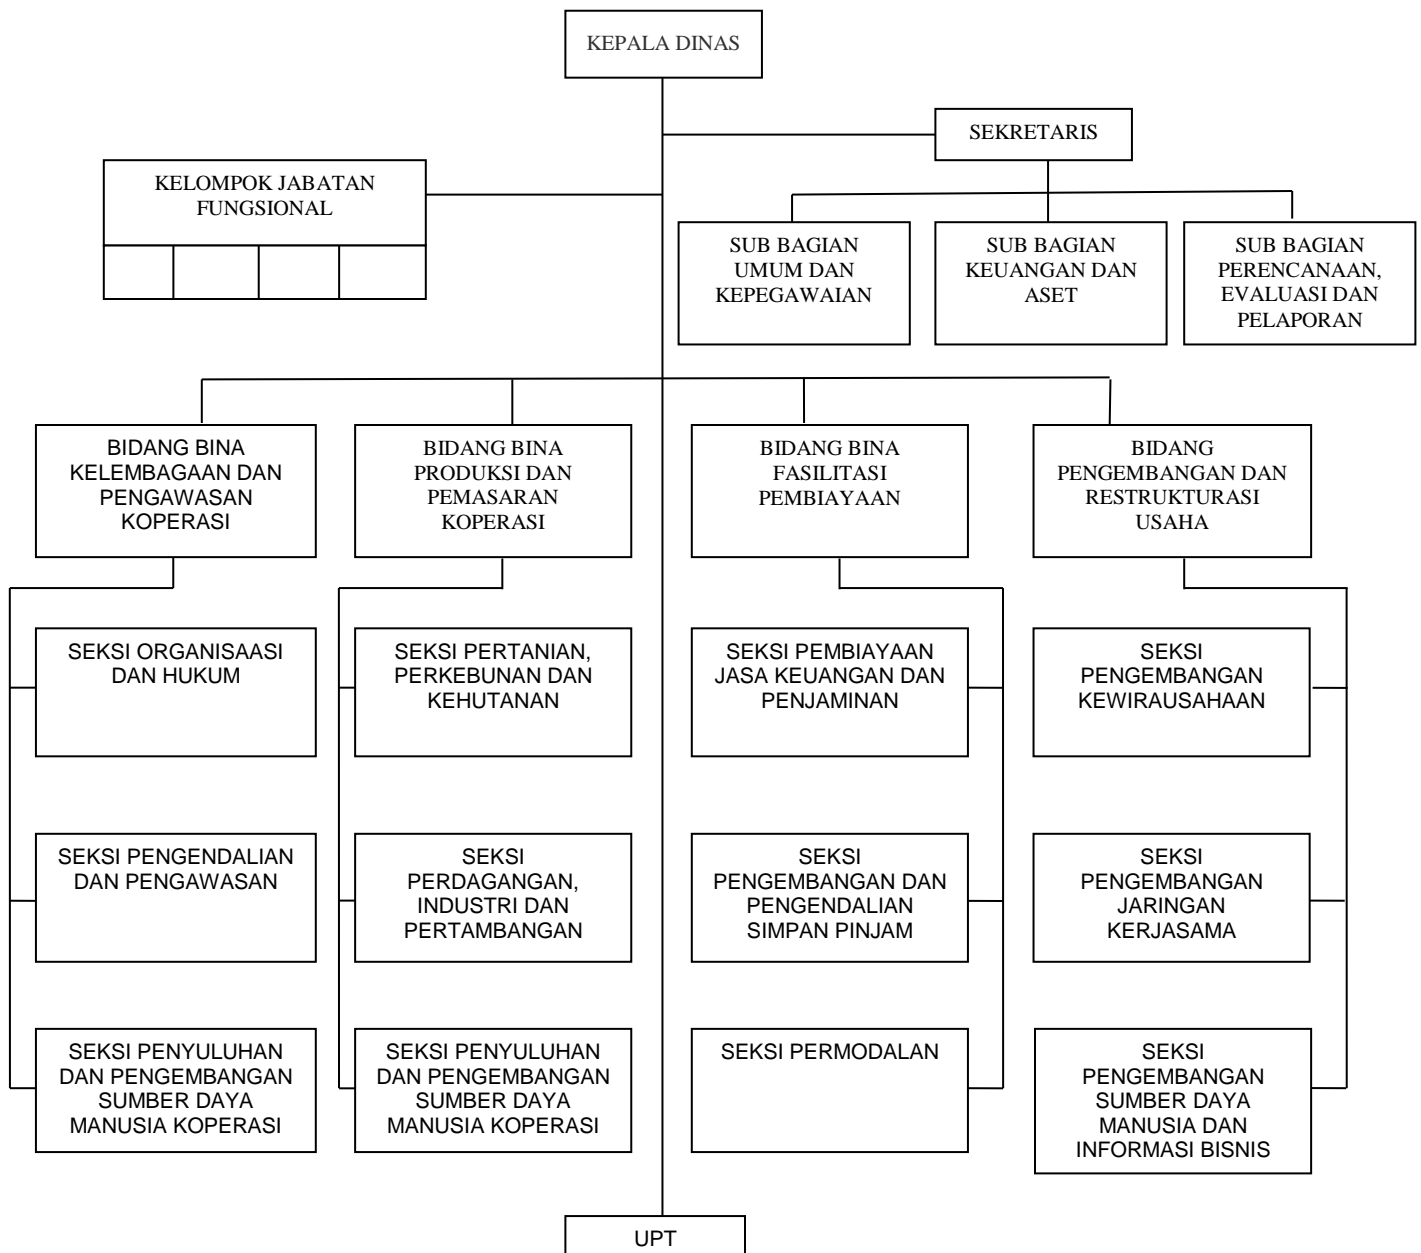 KEPALA DINAS
SEKRETARIS
KELOMPOK JABATAN
FUNGSIONAL
SUB BAGIAN
UMUM DAN
KEPEGAWAIAN
SUB BAGIAN
KEUANGAN DAN
ASET
SUB BAGIAN
PERENCANAAN,
EVALUASI DAN
PELAPORAN
BIDANG BINA
KELEMBAGAAN DAN
PENGAWASAN
KOPERASI
BIDANG BINA
PRODUKSI DAN
PEMASARAN
KOPERASI
BIDANG BINA
FASILITASI
PEMBIAYAAN
BIDANG
PENGEMBANGAN DAN
RESTRUKTURASI
USAHA
SEKSI ORGANISAASI
DAN HUKUM
SEKSI PERTANIAN,
PERKEBUNAN DAN
KEHUTANAN
SEKSI PEMBIAYAAN
JASA KEUANGAN DAN
PENJAMINAN
SEKSI
PENGEMBANGAN
KEWIRAUSAHAAN
SEKSI PENGENDALIAN
DAN PENGAWASAN
SEKSI
PERDAGANGAN,
INDUSTRI DAN
PERTAMBANGAN
SEKSI
PENGEMBANGAN DAN
PENGENDALIAN
SIMPAN PINJAM
SEKSI
PENGEMBANGAN
JARINGAN
KERJASAMA
SEKSI PENYULUHAN
DAN PENGEMBANGAN
SUMBER DAYA
MANUSIA KOPERASI
SEKSI PENYULUHAN
DAN PENGEMBANGAN
SUMBER DAYA
MANUSIA KOPERASI
SEKSI PERMODALAN
SEKSI
PENGEMBANGAN
SUMBER DAYA
MANUSIA DAN
INFORMASI BISNIS
UPT